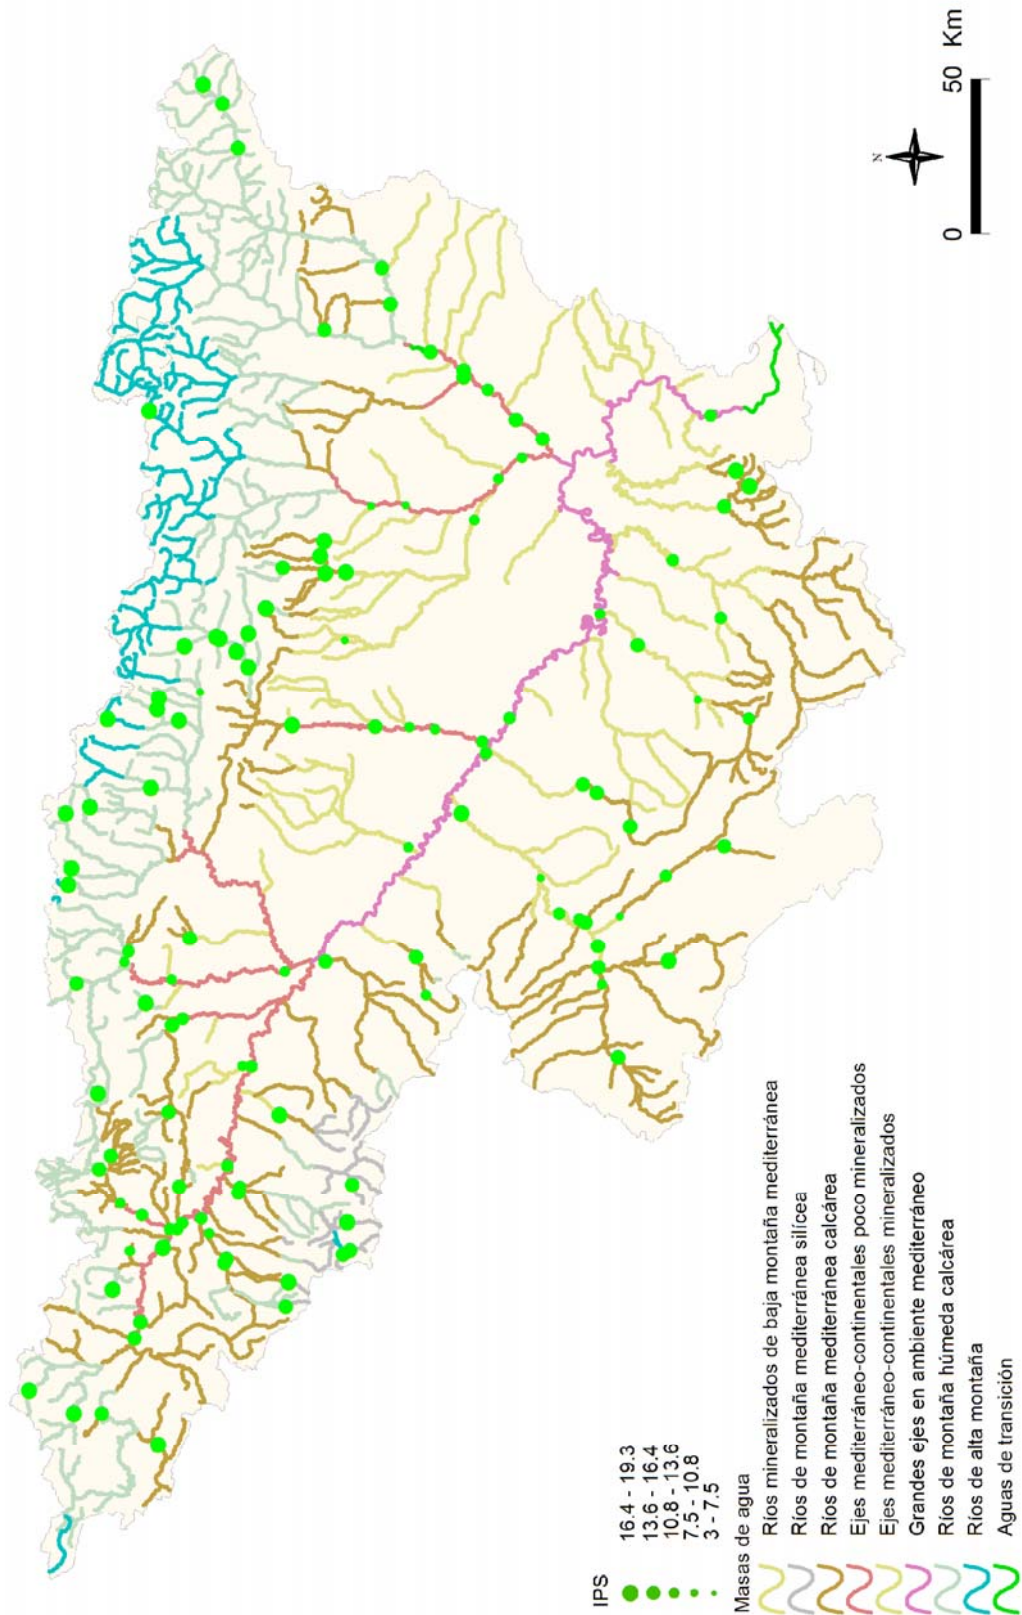 N
0 50 Km
IPS
16.4 - 19.3
13.6 - 16.4
10.8 - 13.6
7.5 - 10.8
3 - 7.5
Masas de agua
Ríos mineralizados de baja montaña mediterránea
Ríos de montaña mediterránea silícea
Ríos de montaña mediterránea calcárea
Ejes mediterráneo-continentales poco mineralizados
Ejes mediterráneo-continentales mineralizados
Grandes ejes en ambiente mediterráneo
Ríos de montaña húmeda calcárea
Ríos de alta montaña
Aguas de transición